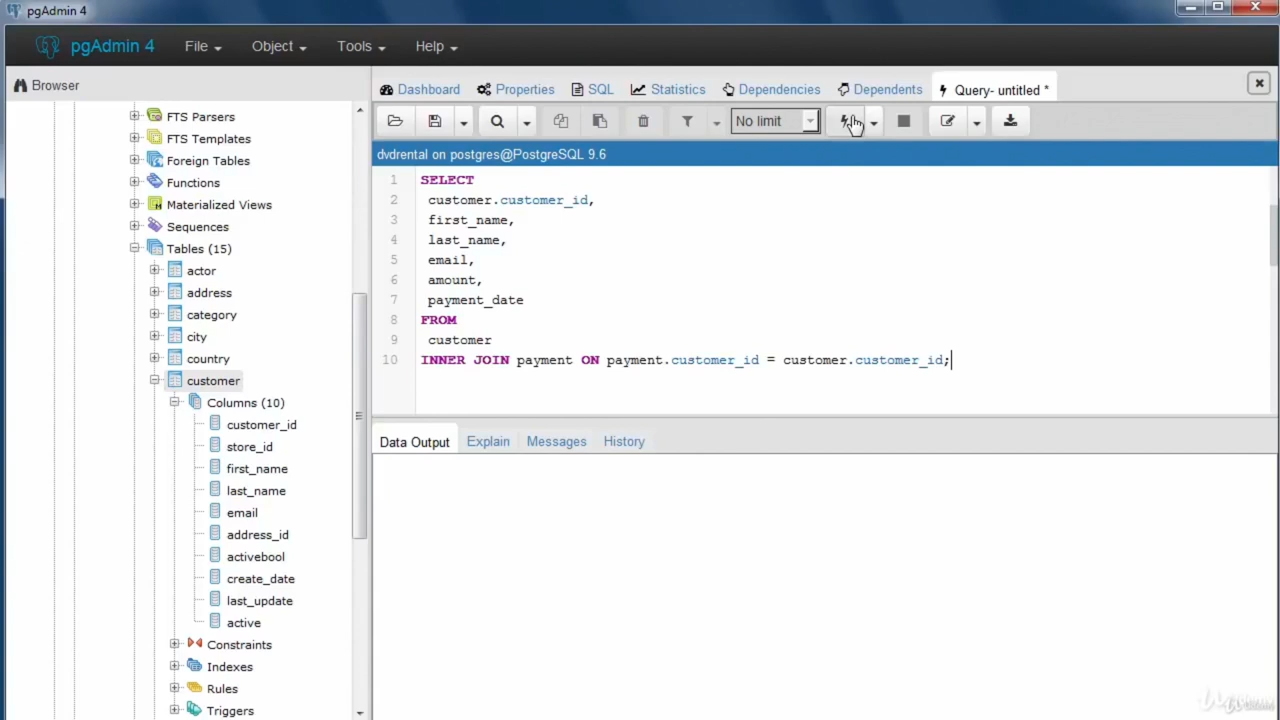 pgAdmin 4
pgAdmin 4 File Object Tools Help
Browser
Dashboard Properties SQL Statistics Dependencies Dependents Query- untitled *
No limit
dvdrental on postgres@PostgreSQL 9.6
FTS Parsers
FTS Templates
Foreign Tables
Functions
Materialized Views
Sequences
Tables (15)
actor
address
category
city
country
customer
Columns (10)
customer_id
store_id
first_name
last_name
email
address_id
activebool
create_date
last_update
active
Constraints
Indexes
Rules
Triggers
1 SELECT
2 customer.customer_id,
3 first_name,
4 last_name,
5 email,
6 amount,
7 payment_date
8 FROM
9 customer
10 INNER JOIN payment ON payment.customer_id = customer.customer_id;
Data Output Explain Messages History